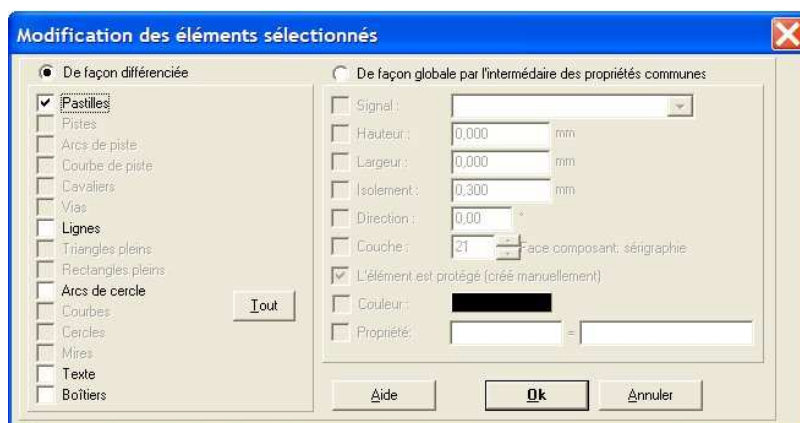 Modification des éléments sélectionnés
De façon différenciée
Pastilles
Pistes
Arcs de piste
Courbe de piste
Cavaliers
Vias
Lignes
Triangles pleins
Rectangles pleins
Arcs de cercle
Courbes
Cercles
Mires
Texte
Boîtiers
Tout
De façon globale par l'intermédaire des propriétés communes
Signal :
Hauteur : 0,000 mm
Largeur : 0,000 mm
Isolement : 0,300 mm
Direction : 0,00 °
Couche : 21 Face composant: sérigraphie
L'élément est protégé (créé manuellement)
Couleur :
Propriété: =
Aide Ok Annuler